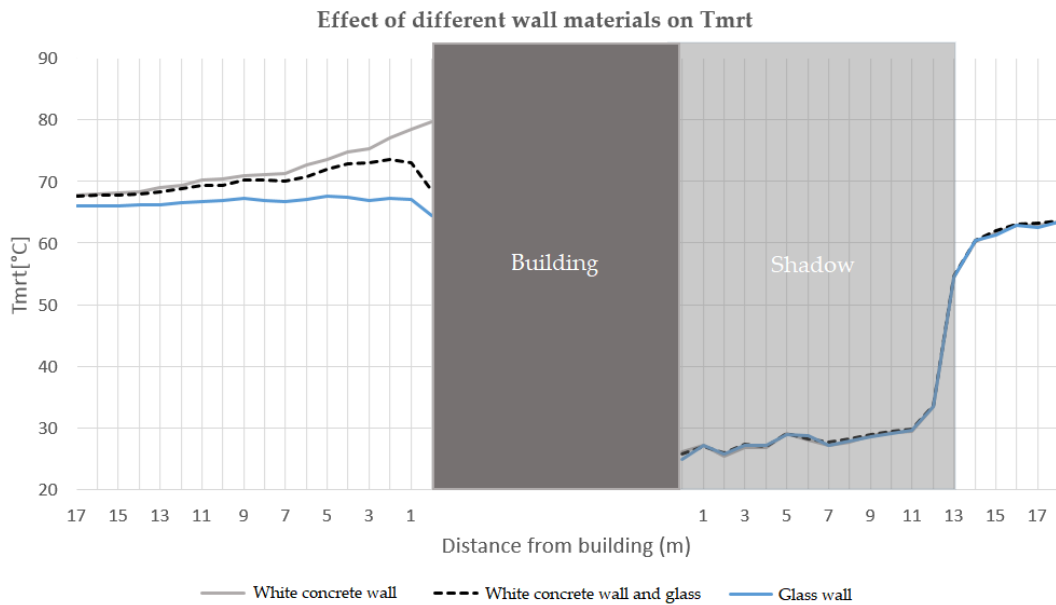 Effect of different wall materials on Tmrt
90
80
70
60
50
40
30
20
Tmrt[°C]
Building
Shadow
17 15 13 11 9 7 5 3 1 1 3 5 7 9 11 13 15 17
Distance from building (m)
White concrete wall White concrete wall and glass Glass wall